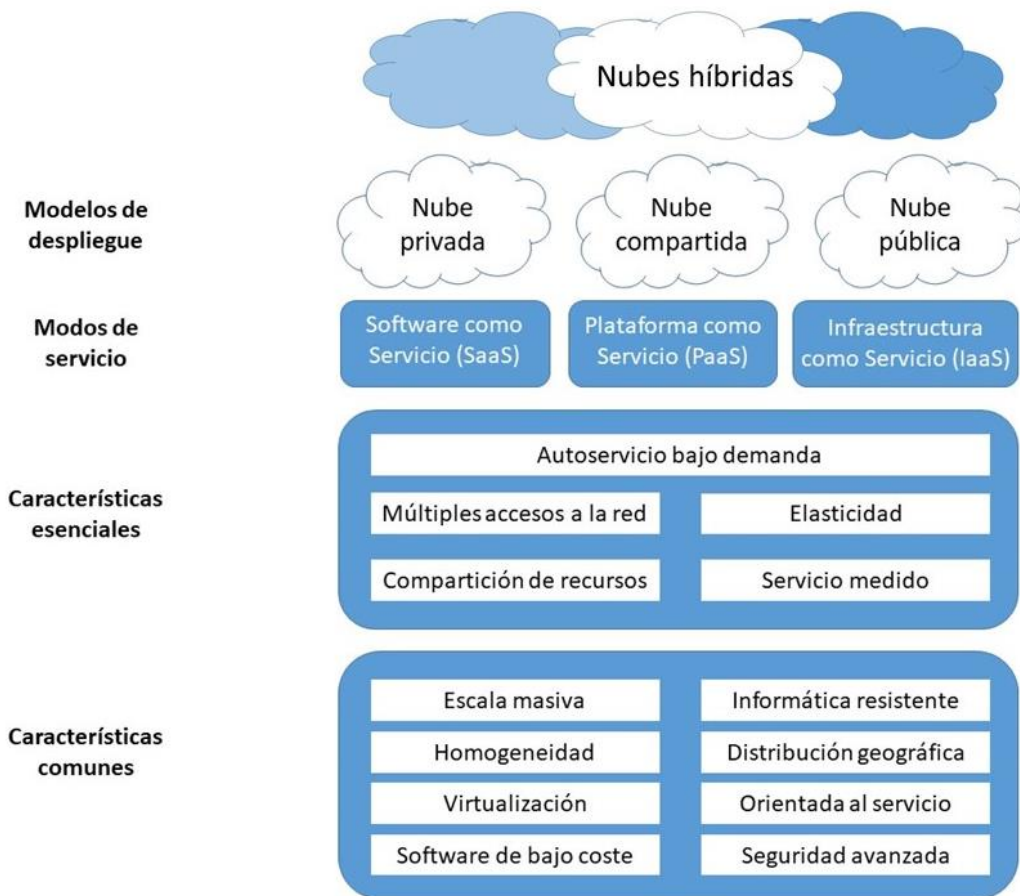 Nubes híbridas
Modelos de
despliegue
Nube
privada
Nube
compartida
Nube
pública
Modos de
servicio
Software como
Servicio (SaaS)
Plataforma como
Servicio (PaaS)
Infraestructura
como Servicio (IaaS)
Características
esenciales
Autoservicio bajo demanda
Múltiples accesos a la red
Elasticidad
Compartición de recursos
Servicio medido
Características
comunes
Escala masiva
Informática resistente
Homogeneidad
Distribución geográfica
Virtualización
Orientada al servicio
Software de bajo coste
Seguridad avanzada